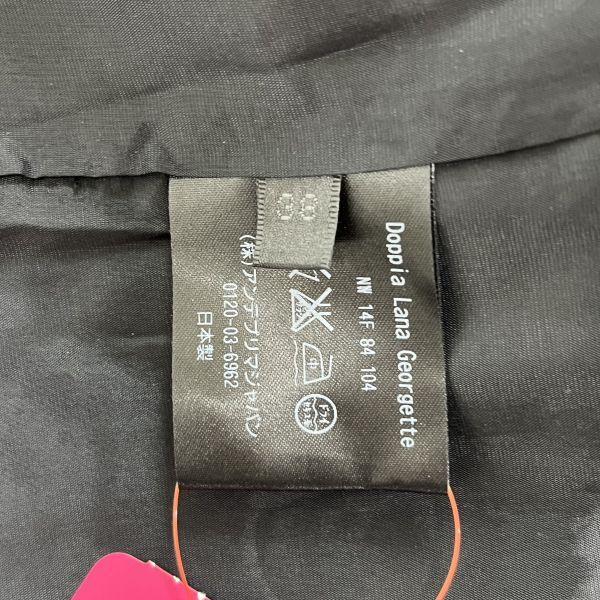 Doppia Lana Georgette
NW 14F 84 104
中
(株)アンテプリマジャパン
0120-03-6962
日本製